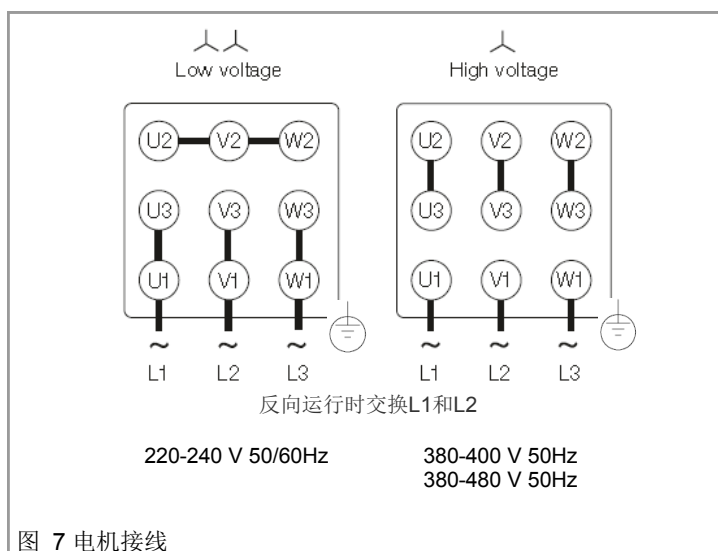 Low voltage High voltage
U2 V2 W2 U2 V2 W2
U3 V3 W3 U3 V3 W3
U1 V1 W1 U1 V1 W1
~ ~ ~ ~ ~ ~
L1 L2 L3 L1 L2 L3
反向运行时交换L1和L2
220-240 V 50/60Hz 380-400 V 50Hz
380-480 V 50Hz
图 7 电机接线